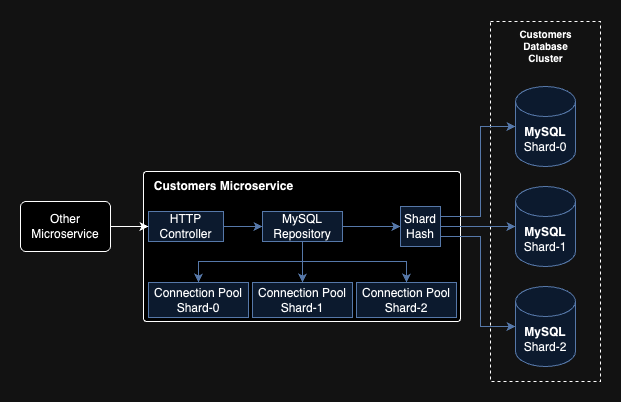 Customers
Database
Cluster
MySQL
Shard-0
Customers Microservice
Other
Microservice
HTTP
Controller
MySQL
Repository
Shard
Hash
MySQL
Shard-1
Connection Pool
Shard-0
Connection Pool
Shard-1
Connection Pool
Shard-2
MySQL
Shard-2